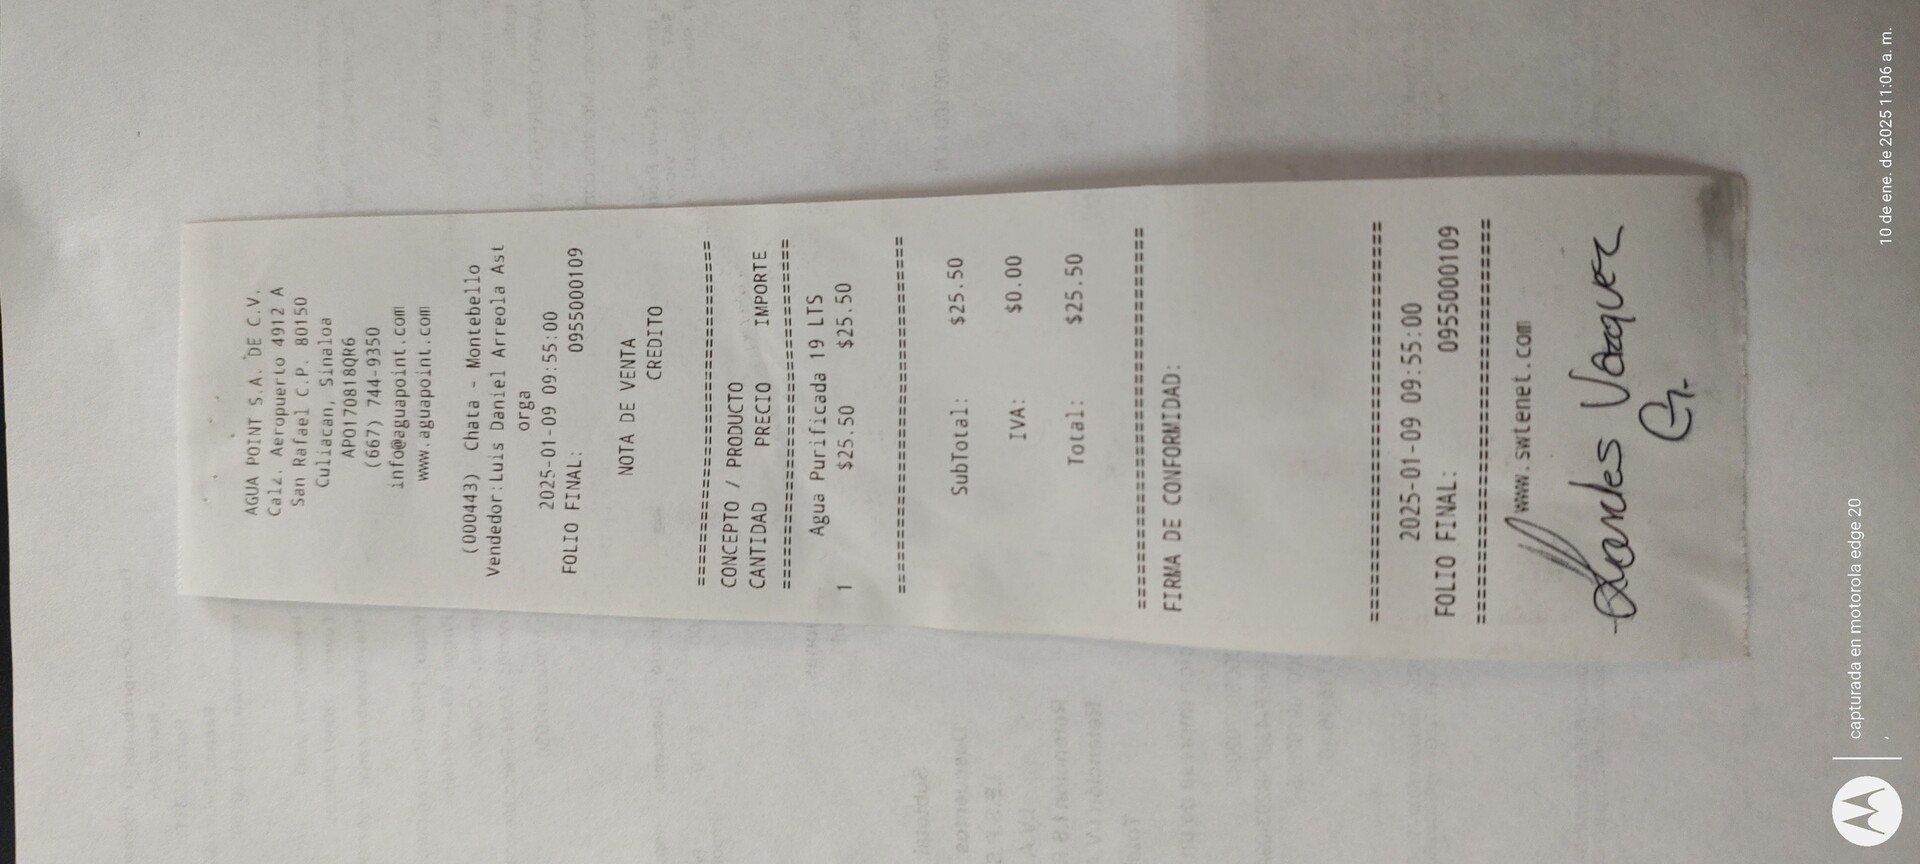 AGUA POINT S.A. DE C.V.
Calz. Aeropuerto 4912 A
San Rafael C.P. 80150
Culiacan, Sinaloa
APO170818QR6
(667) 744-9350
info@aguapoint.com
www.aguapoint.com
(000443) Chata - Montebello
Vendedor:Luis Daniel Arreola Ast
orga
2025-01-09 09:55:00
FOLIO FINAL: 0955000109
NOTA DE VENTA
CREDITO
================================
CONCEPTO / PRODUCTO
CANTIDAD PRECIO IMPORTE
================================
Agua Purificada 19 LTS
1 $25.50 $25.50
================================
SubTotal: $25.50
IVA: $0.00
Total: $25.50
================================
FIRMA DE CONFORMIDAD:
================================
2025-01-09 09:55:00
FOLIO FINAL: 0955000109
================================
www.swtenet.com
Vazquez
G.
capturada en motorola edge 20
, 10 de ene. de 2025 11:06 a. m.